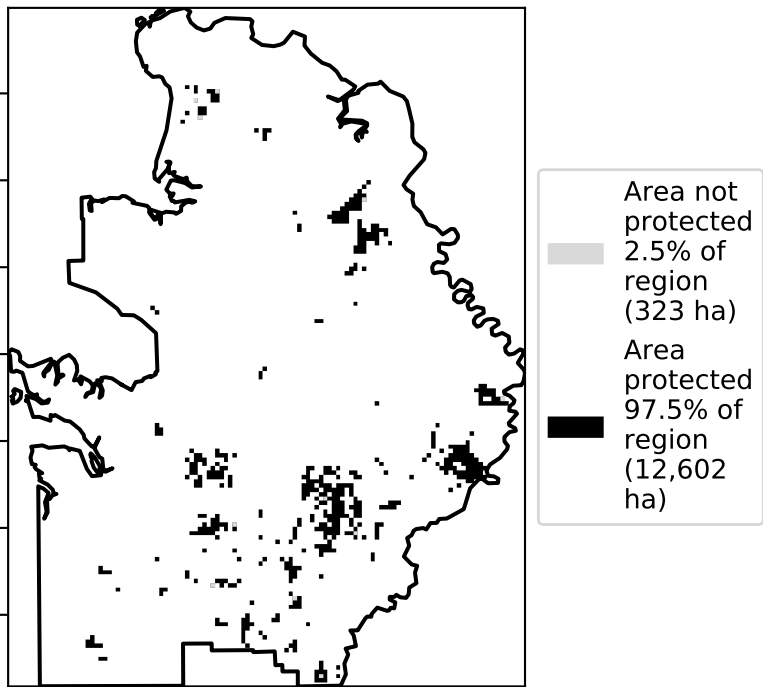 Area not
protected
2.5% of
region
(323 ha)
Area
protected
97.5% of
region
(12,602
ha)